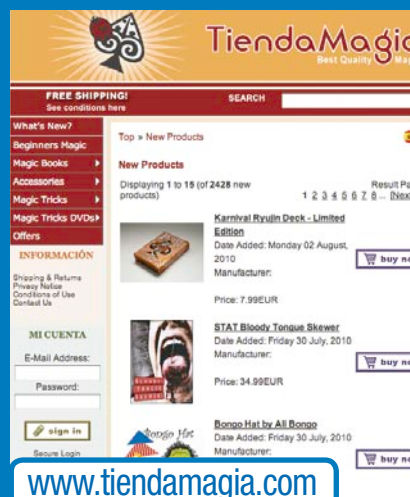 TiendaMagia
Best Quality
FREE SHIPPING!
See conditions here
SEARCH
What's New?
Beginners Magic
Magic Books
Accessories
Magic Tricks
Magic Tricks DVDs
Offers
INFORMACIÓN
Shipping & Returns
Privacy Notice
Conditions of Use
Contact Us
MI CUENTA
E-Mail Address:
Password:
sign in
Secure Login
Top » New Products
New Products
Displaying 1 to 15 (of 2428 new
products)
Result
1 2 3 4 5 6 7 8 ...
Karnival Ryujin Deck - Limited
Edition
Date Added: Monday 02 August,
2010
Manufacturer:
Price: 7.99EUR
buy
STAT Bloody Tongue Skewer
Date Added: Friday 30 July, 2010
Manufacturer:
Price: 34.99EUR
buy
Bongo Hat
Bongo Hat by Ali Bongo
Date Added: Friday 30 July, 2010
Manufacturer:
buy
www.tiendamagia.com